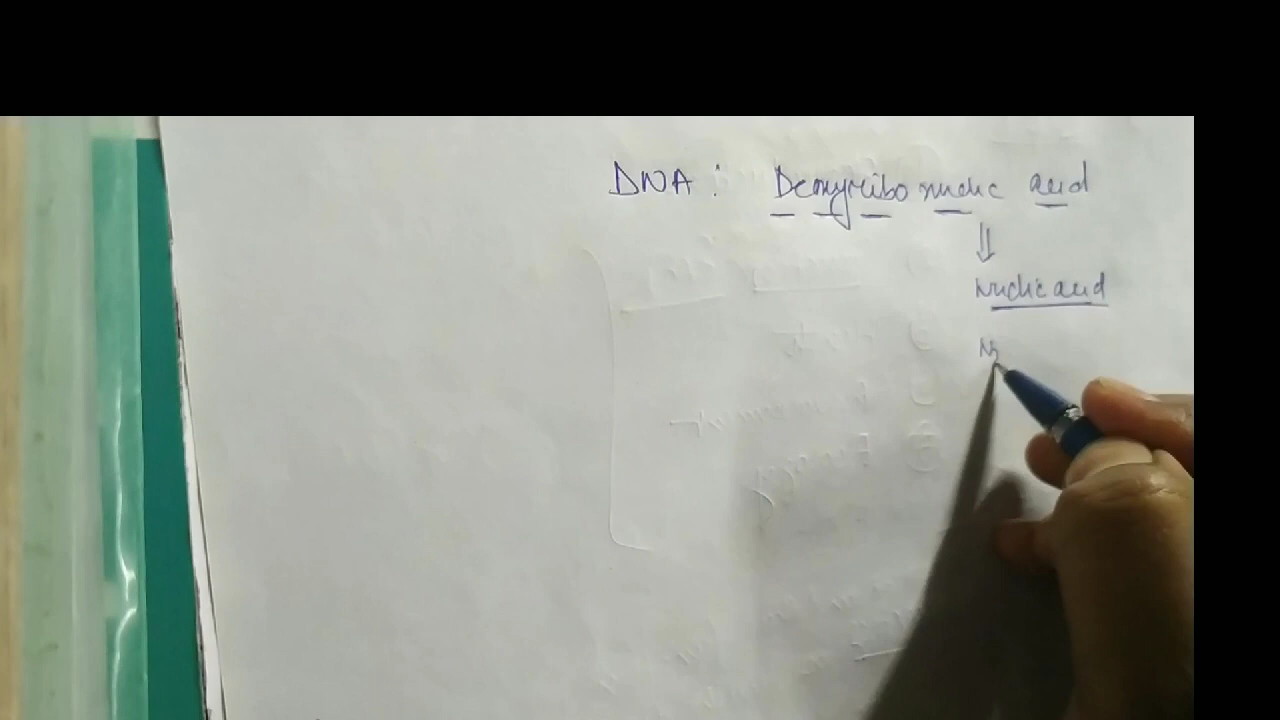 DNA : Deoxyribo nucleic acid
⇓
Nucleic acid
N